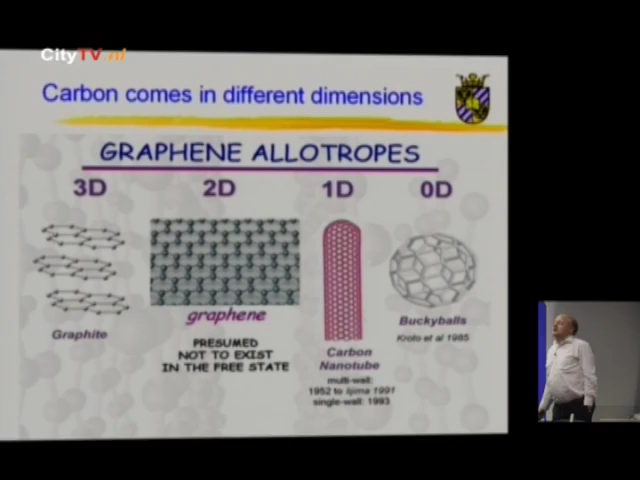 CityTV.nl
Carbon comes in different dimensions
GRAPHENE ALLOTROPES
3D 2D 1D 0D
Graphite
graphene
PRESUMED
NOT TO EXIST
IN THE FREE STATE
Carbon
Nanotube
multi-wall:
1952 to Iijima 1991
single-wall: 1993
Buckyballs
Kroto et al 1985